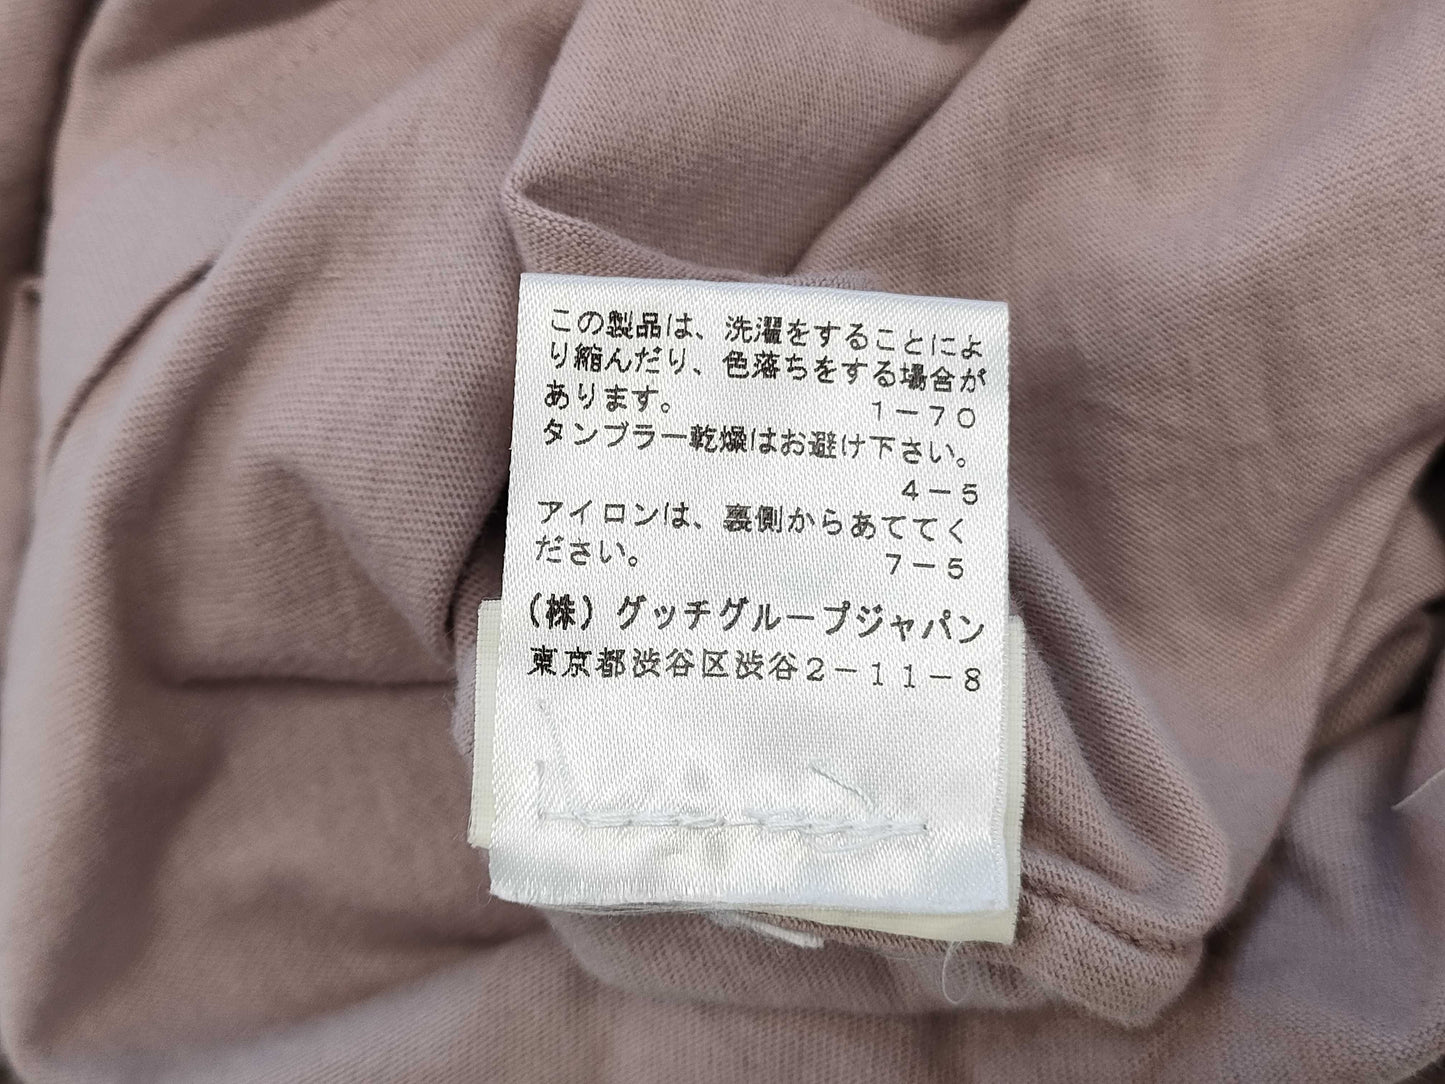 この製品は、洗濯をすることによ
り縮んだり、色落ちをする場合が
あります。 1－70
タンブラー乾燥はお避け下さい。
4－5
アイロンは、裏側からあててく
ださい。 7－5
(株) グッチグループジャパン
東京都渋谷区渋谷2－11－8